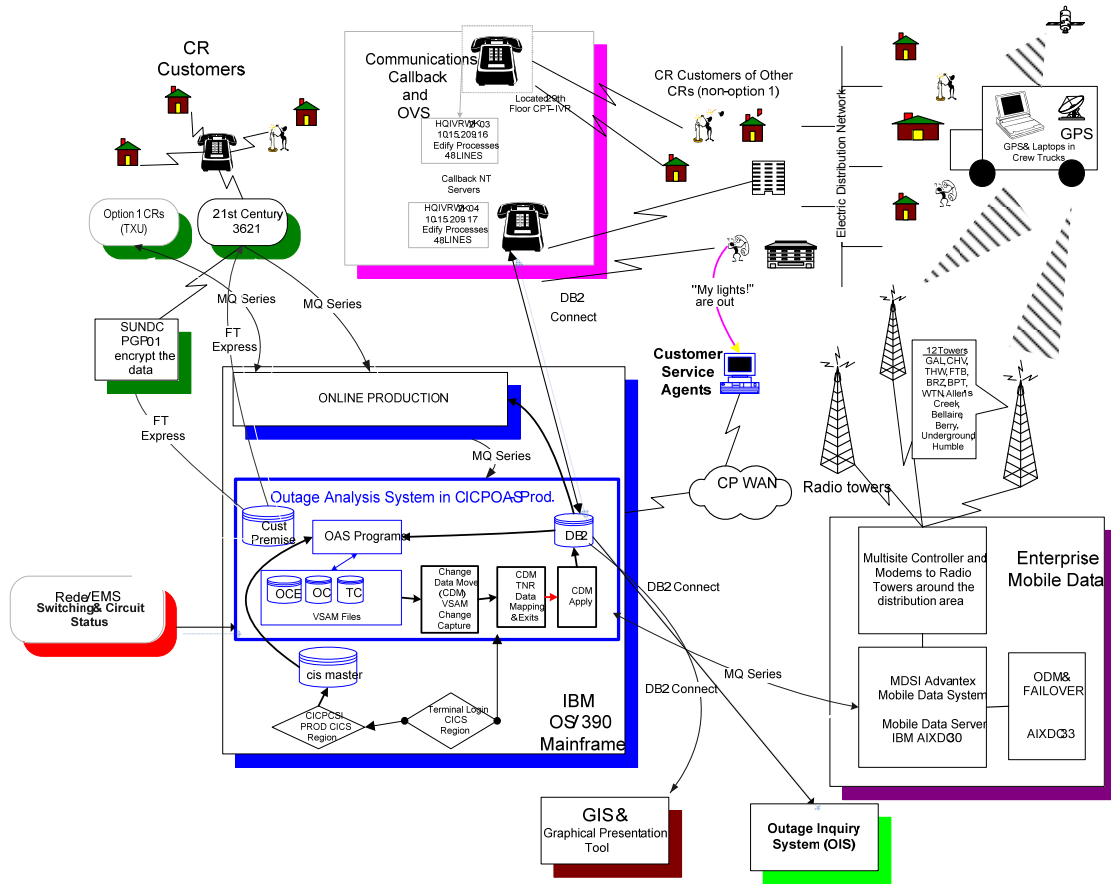 CR
Customers
Communications
Callback
and
OVS
Located 29th
Floor CPT-IVR
HQIVRWK2-03
10.15.209.16
Edify Processes
48 LINES
Callback NT
Servers
HQIVRWK2-04
10.15.209.17
Edify Processes
48 LINES
CR Customers of Other
CRs (non-option 1)
Electric Distribution Network
GPS
GPS & Laptops in
Crew Trucks
Option 1 CRs
(TXU)
21st Century
3621
MQ Series
MQ Series
FT
Express
SUNDC
PGP01
encrypt the
data
FT
Express
DB2
Connect
"My lights!"
are out
Customer
Service
Agents
12 Towers
GAL, CHV,
THW, FTB,
BRZ, BPT,
WTN, Allen's
Creek,
Bellaire,
Berry,
Underground
Humble
Radio towers
ONLINE PRODUCTION
MQ Series
CP WAN
Outage Analysis System in CICPOAS-Prod.
Cust
Premise
OAS Programs
DB2
OCE
OC
TC
VSAM Files
Change
Data Move
(CDM)
VSAM
Change
Capture
CDM
TNR
Data
Mapping
& Exits
CDM
Apply
Rede/EMS
Switching & Circuit
Status
cis master
CICPCSI
PROD CICS
Region
Terminal Login
CICS
Region
IBM
OS/390
Mainframe
DB2 Connect
DB2 Connect
MQ Series
Multisite Controller and
Modems to Radio
Towers around the
distribution area
Enterprise
Mobile Data
MDSI Advantex
Mobile Data System
Mobile Data Server
IBM AIXDC30
ODM &
FAILOVER
AIXDC33
GIS &
Graphical Presentation
Tool
Outage Inquiry
System (OIS)